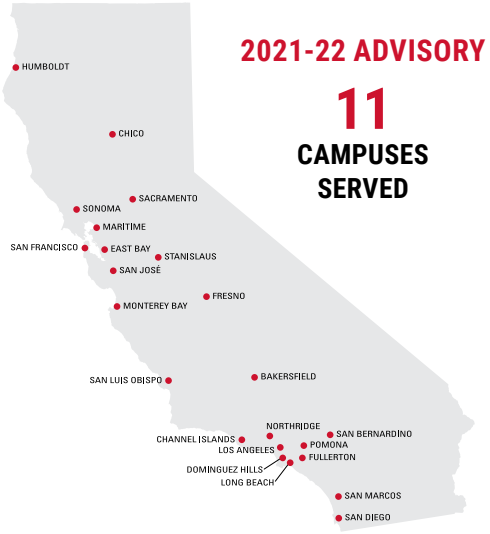 2021-22 ADVISORY
11
CAMPUSES
SERVED
HUMBOLDT
CHICO
SACRAMENTO
SONOMA
MARITIME
SAN FRANCISCO
EAST BAY
STANISLAUS
SAN JOSÉ
FRESNO
MONTEREY BAY
BAKERSFIELD
SAN LUIS OBISPO
NORTHRIDGE
SAN BERNARDINO
CHANNEL ISLANDS
POMONA
LOS ANGELES
FULLERTON
DOMINGUEZ HILLS
LONG BEACH
SAN MARCOS
SAN DIEGO